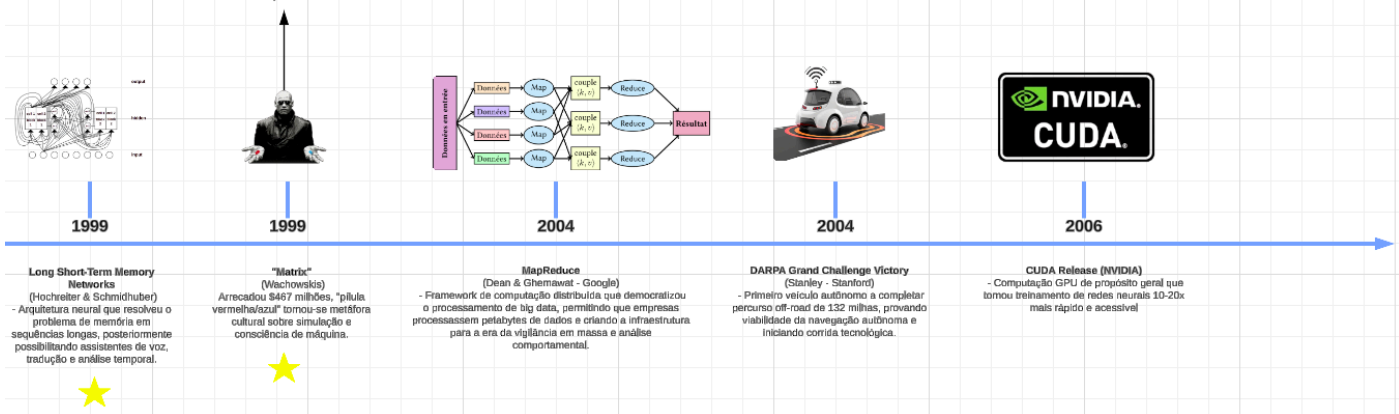 output
hidden
input
Données en entrée
Données
Map
couple
(k, v)
Reduce
Données
Map
Données
Map
couple
(k, v)
Reduce
Résultat
Données
Map
couple
(k, v)
Reduce
NVIDIA.
CUDA.
1999
1999
2004
2004
2006
Long Short-Term Memory
Networks
(Hochreiter & Schmidhuber)
- Arquitetura neural que resolveu o
problema de memória em
sequências longas, posteriormente
possibilitando assistentes de voz,
tradução e análise temporal.
"Matrix"
(Wachowskis)
Arrecadou $467 milhões, "pílula
vermelha/azul" tornou-se metáfora
cultural sobre simulação e
consciência de máquina.
MapReduce
(Dean & Ghemawat - Google)
- Framework de computação distribuída que democratizou
o processamento de big data, permitindo que empresas
processassem petabytes de dados e criando a infraestrutura
para a era da vigilância em massa e análise
comportamental.
DARPA Grand Challenge Victory
(Stanley - Stanford)
- Primeiro veículo autônomo a completar
percurso off-road de 132 milhas, provando
viabilidade da navegação autônoma e
iniciando corrida tecnológica.
CUDA Release (NVIDIA)
- Computação GPU de propósito geral que
tornou treinamento de redes neurais 10-20x
mais rápido e acessível